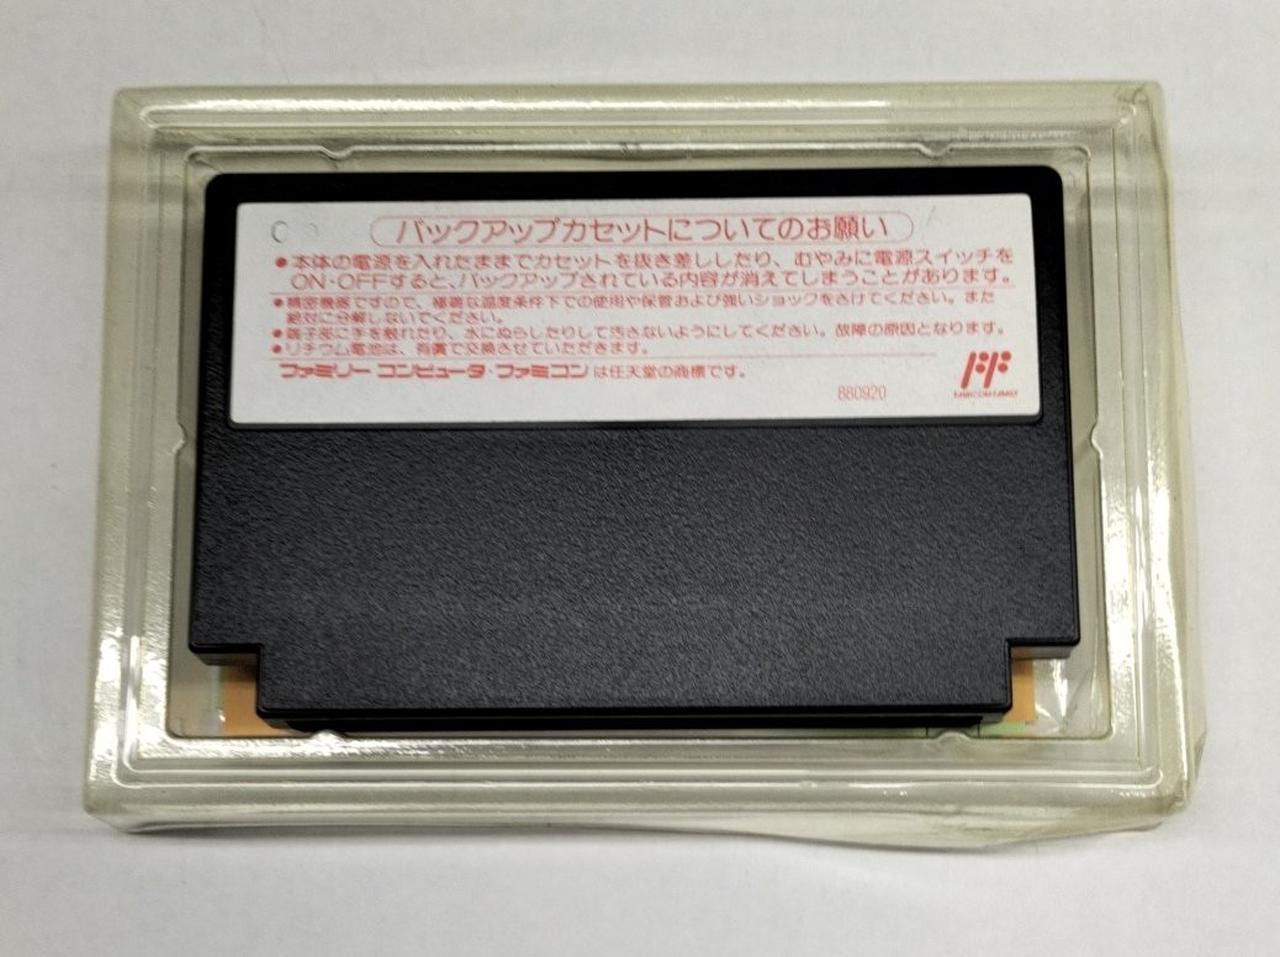 バックアップカセットについてのお願い
●本体の電源を入れたままでカセットを抜き差ししたり、むやみに電源スイッチを
ON・OFFすると、バックアップされている内容が消えてしまうことがあります。
●精密機器ですので、極端な温度条件下での使用や保管および強いショックをさけてください。また
絶対に分解しないでください。
●端子部に手を触れたり、水にぬらしたりして汚さないようにしてください。故障の原因となります。
●リチウム電池は、有償で交換させていただきます。
ファミリーコンピュータ・ファミコンは任天堂の商標です。
880920
FF
FAMICOM FAMILY